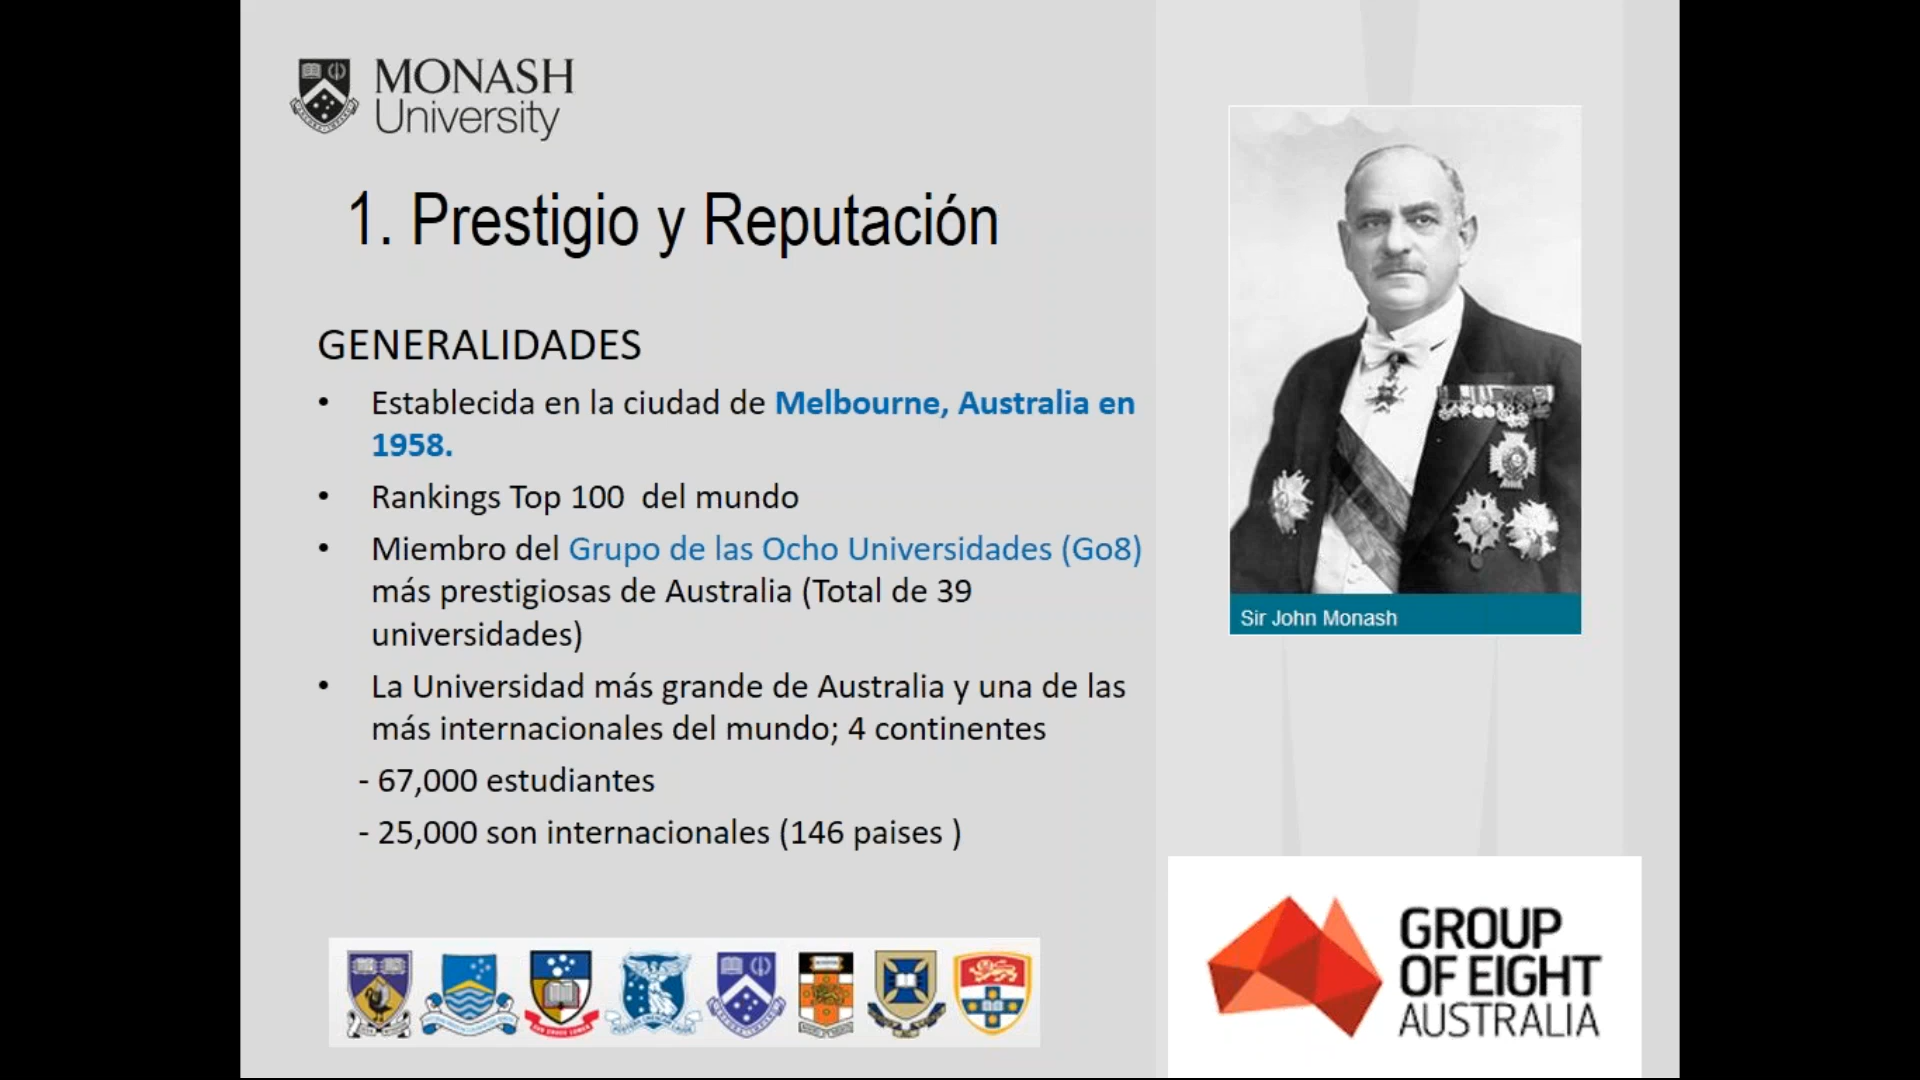 MONASH
University
1. Prestigio y Reputación
GENERALIDADES
• Establecida en la ciudad de Melbourne, Australia en
1958.
• Rankings Top 100  del mundo
• Miembro del Grupo de las Ocho Universidades (Go8)
más prestigiosas de Australia (Total de 39
universidades)
• La Universidad más grande de Australia y una de las
más internacionales del mundo; 4 continentes
- 67,000 estudiantes
- 25,000 son internacionales (146 paises )
Sir John Monash
GROUP
OF EIGHT
AUSTRALIA